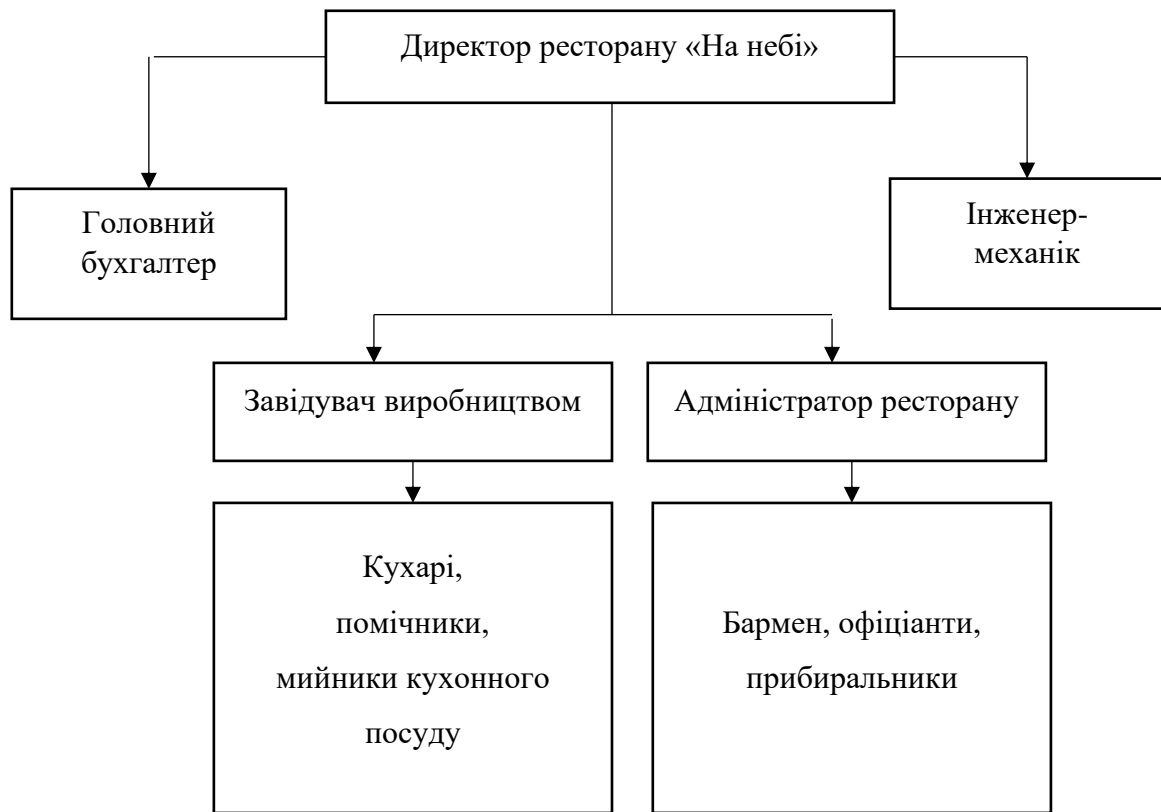 Директор ресторану «На небі»
Головний
бухгалтер
Інженер-
механік
Завідувач виробництвом
Адміністратор ресторану
Кухарі,
помічники,
мийники кухонного
посуду
Бармен, офіціанти,
прибиральники